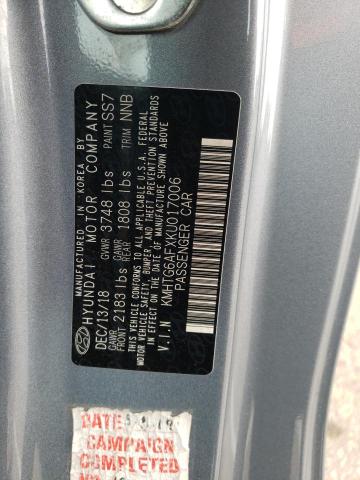 MANUFACTURED IN KOREA BY
HYUNDAI MOTOR COMPANY
DEC/13/18 GVWR 3748 lbs PAINT SS7
GAWR FRONT 2183 lbs GAWR REAR 1808 lbs TRIM NNB
THIS VEHICLE CONFORMS TO ALL APPLICABLE U.S.A. FEDERAL
MOTOR VEHICLE SAFETY, BUMPER, AND THEFT PREVENTION STANDARDS
IN EFFECT ON THE DATE OF MANUFACTURE SHOWN ABOVE
V.I.N KMHTG6AFXKU017006
PASSENGER CAR
DATE
CAMPAIGN
COMPLETED